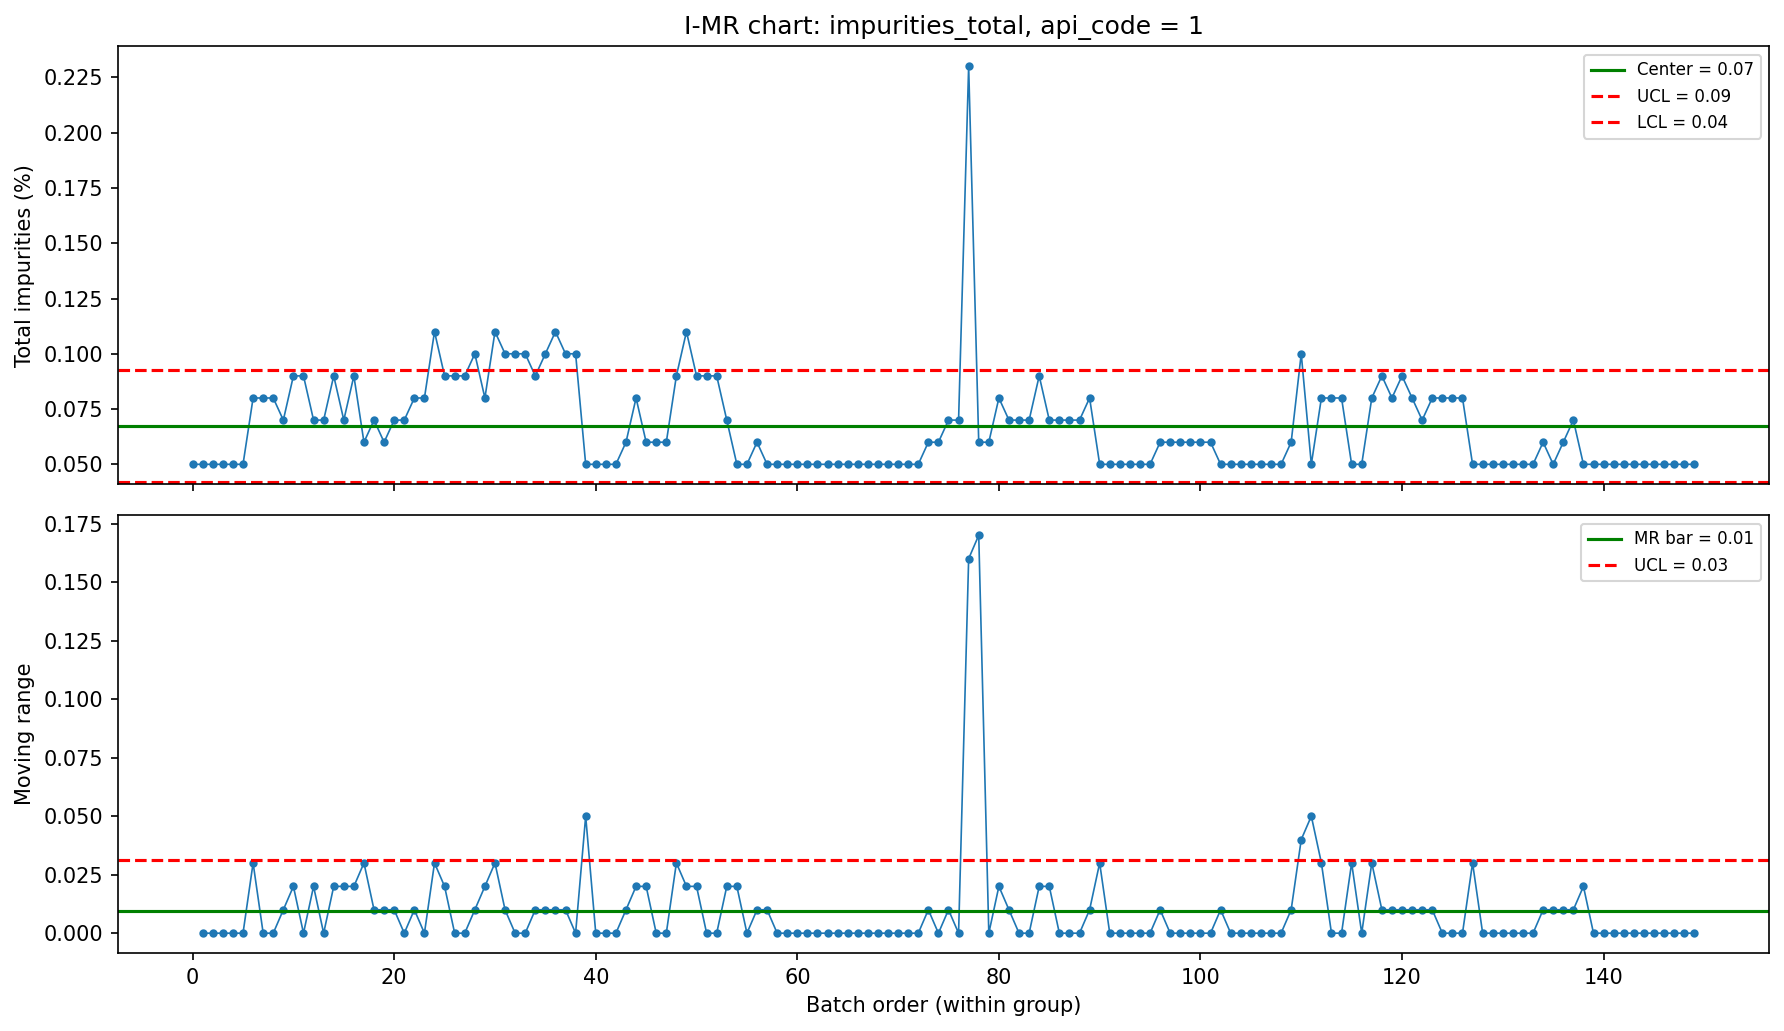 I-MR chart: impurities_total, api_code = 1
Total impurities (%)
0.225
0.200
0.175
0.150
0.125
0.100
0.075
0.050
Center = 0.07
UCL = 0.09
LCL = 0.04
Moving range
0.175
0.150
0.125
0.100
0.075
0.050
0.025
0.000
MR bar = 0.01
UCL = 0.03
0 20 40 60 80 100 120 140
Batch order (within group)